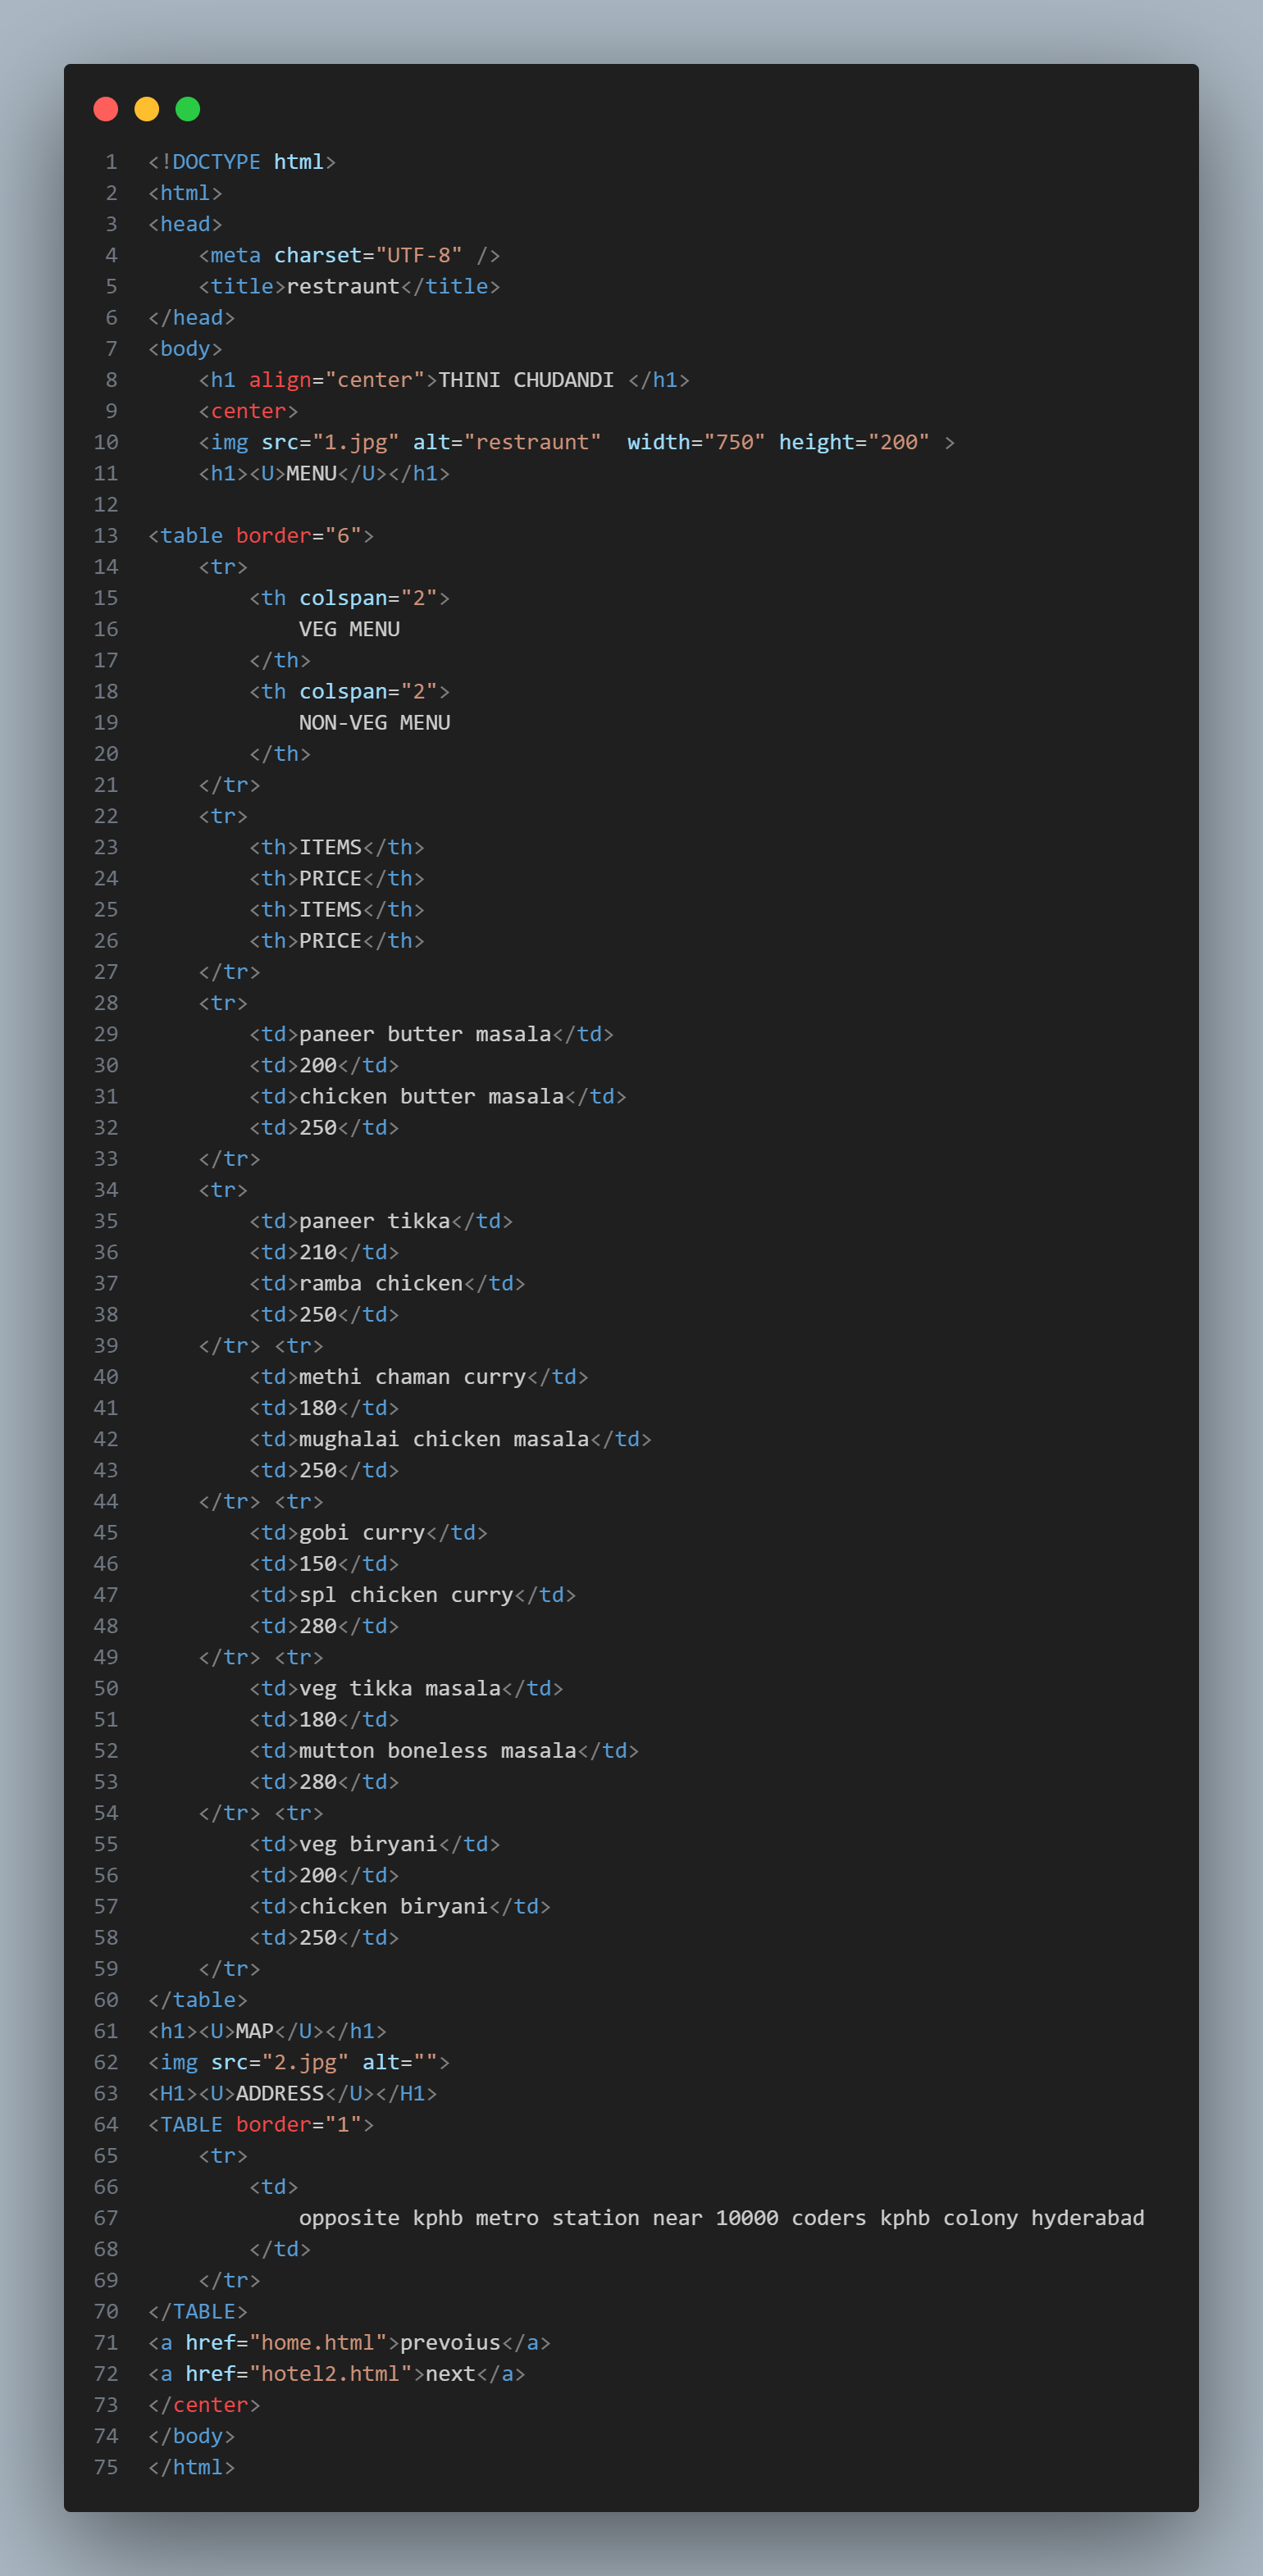 1 <!DOCTYPE html>
2 <html>
3 <head>
4     <meta charset="UTF-8" />
5     <title>restraunt</title>
6 </head>
7 <body>
8     <h1 align="center">THINI CHUDANDI </h1>
9     <center>
10     <img src="1.jpg" alt="restraunt"  width="750" height="200" >
11     <h1><U>MENU</U></h1>
12
13 <table border="6">
14     <tr>
15         <th colspan="2">
16             VEG MENU
17         </th>
18         <th colspan="2">
19             NON-VEG MENU
20         </th>
21     </tr>
22     <tr>
23         <th>ITEMS</th>
24         <th>PRICE</th>
25         <th>ITEMS</th>
26         <th>PRICE</th>
27     </tr>
28     <tr>
29         <td>paneer butter masala</td>
30         <td>200</td>
31         <td>chicken butter masala</td>
32         <td>250</td>
33     </tr>
34     <tr>
35         <td>paneer tikka</td>
36         <td>210</td>
37         <td>ramba chicken</td>
38         <td>250</td>
39     </tr> <tr>
40         <td>methi chaman curry</td>
41         <td>180</td>
42         <td>mughalai chicken masala</td>
43         <td>250</td>
44     </tr> <tr>
45         <td>gobi curry</td>
46         <td>150</td>
47         <td>spl chicken curry</td>
48         <td>280</td>
49     </tr> <tr>
50         <td>veg tikka masala</td>
51         <td>180</td>
52         <td>mutton boneless masala</td>
53         <td>280</td>
54     </tr> <tr>
55         <td>veg biryani</td>
56         <td>200</td>
57         <td>chicken biryani</td>
58         <td>250</td>
59     </tr>
60 </table>
61 <h1><U>MAP</U></h1>
62 <img src="2.jpg" alt="">
63 <H1><U>ADDRESS</U></H1>
64 <TABLE border="1">
65     <tr>
66         <td>
67             opposite kphb metro station near 10000 coders kphb colony hyderabad
68         </td>
69     </tr>
70 </TABLE>
71 <a href="home.html">prevoius</a>
72 <a href="hotel2.html">next</a>
73 </center>
74 </body>
75 </html>